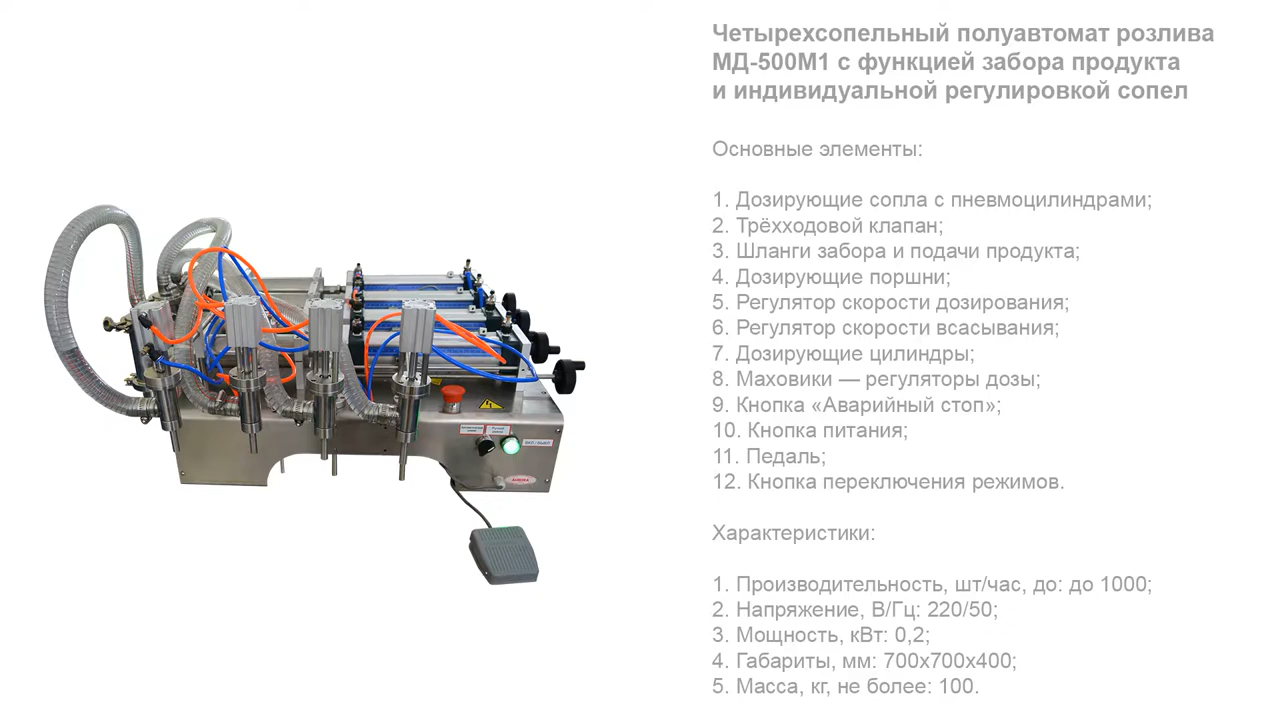 Четырехсопельный полуавтомат розлива
МД-500М1 с функцией забора продукта
и индивидуальной регулировкой сопел
Основные элементы:
1. Дозирующие сопла с пневмоцилиндрами;
2. Трёхходовой клапан;
3. Шланги забора и подачи продукта;
4. Дозирующие поршни;
5. Регулятор скорости дозирования;
6. Регулятор скорости всасывания;
7. Дозирующие цилиндры;
8. Маховики — регуляторы дозы;
9. Кнопка «Аварийный стоп»;
10. Кнопка питания;
11. Педаль;
12. Кнопка переключения режимов.
Характеристики:
1. Производительность, шт/час, до: до 1000;
2. Напряжение, В/Гц: 220/50;
3. Мощность, кВт: 0,2;
4. Габариты, мм: 700х700х400;
5. Масса, кг, не более: 100.